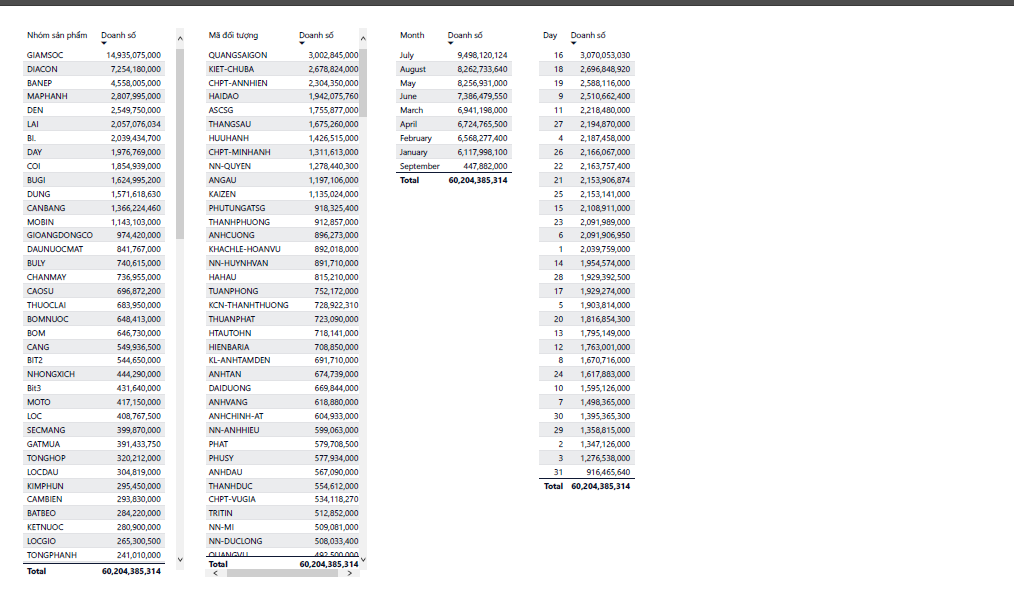 Nhóm sản phẩm Doanh số
GIAMSOC 14,935,075,000
DIACON 7,254,180,000
BANEP 4,558,005,000
MAPHANH 2,807,995,000
DEN 2,549,750,000
LAI 2,057,076,034
BI. 2,039,434,700
DAY 1,976,769,000
COI 1,854,939,000
BUGI 1,624,995,200
DUNG 1,571,618,630
CANBANG 1,366,224,460
MOBIN 1,143,103,000
GIOANGDONGCO 974,420,000
DAUNUOCMAT 841,767,000
BULY 740,615,000
CHANMAY 736,955,000
CAOSU 696,872,200
THUOCLAI 683,950,000
BOMNUOC 648,413,000
BOM 646,730,000
CANG 549,936,500
BIT2 544,650,000
NHONGXICH 444,290,000
Bit3 431,640,000
MOTO 417,150,000
LOC 408,767,500
SECMANG 399,870,000
GATMUA 391,433,750
TONGHOP 320,212,000
LOCDAU 304,819,000
KIMPHUN 295,450,000
CAMBIEN 293,830,000
BATBEO 284,220,000
KETNUOC 280,900,000
LOCGIO 265,300,500
TONGPHANH 241,010,000
Total 60,204,385,314
Mã đối tượng Doanh số
QUANGSAIGON 3,002,845,000
KIET-CHUBA 2,678,824,000
CHPT-ANNHIEN 2,304,350,000
HAIDAO 1,942,075,760
ASCSG 1,755,877,000
THANGSAU 1,675,260,000
HUUHANH 1,426,515,000
CHPT-MINHANH 1,311,613,000
NN-QUYEN 1,278,440,300
ANGAU 1,197,106,000
KAIZEN 1,135,024,000
PHUTUNGATSG 918,325,400
THANHPHUONG 912,857,000
ANHCUONG 896,273,000
KHACHLE-HOANVU 892,018,000
NN-HUYNHVAN 891,710,000
HAHAU 815,210,000
TUANPHONG 752,172,000
KCN-THANHTHUONG 728,922,310
THUANPHAT 723,090,000
HTAUTOHN 718,141,000
HIENBARIA 708,850,000
KL-ANHTAMDEN 691,710,000
ANHTAN 674,739,000
DAIDUONG 669,844,000
ANHVANG 618,880,000
ANHCHINH-AT 604,933,000
NN-ANHHIEU 599,063,000
PHAT 579,708,500
PHUSY 577,934,000
ANHDAU 567,090,000
THANHDUC 554,612,000
CHPT-VUGIA 534,118,270
TRITIN 512,852,000
NN-MI 509,081,000
NN-DUCLONG 508,033,400
QUANGVU 492,500,000
Total 60,204,385,314
Month Doanh số
July 9,498,120,124
August 8,262,733,640
May 8,256,931,000
June 7,386,479,550
March 6,941,198,000
April 6,724,765,500
February 6,568,277,400
January 6,117,998,100
September 447,882,000
Total 60,204,385,314
Day Doanh số
16 3,070,053,030
18 2,696,848,920
19 2,588,116,000
9 2,510,662,400
11 2,218,480,000
27 2,194,870,000
4 2,187,458,000
26 2,166,067,000
22 2,163,757,400
21 2,153,906,874
25 2,153,141,000
15 2,108,911,000
23 2,091,989,000
6 2,091,906,950
1 2,039,759,000
14 1,954,574,000
28 1,929,392,500
17 1,929,274,000
5 1,903,814,000
20 1,816,854,300
13 1,795,149,000
12 1,763,001,000
8 1,670,716,000
24 1,617,883,000
10 1,595,126,000
7 1,498,365,000
30 1,395,365,300
29 1,358,815,000
2 1,347,126,000
3 1,276,538,000
31 916,465,640
Total 60,204,385,314